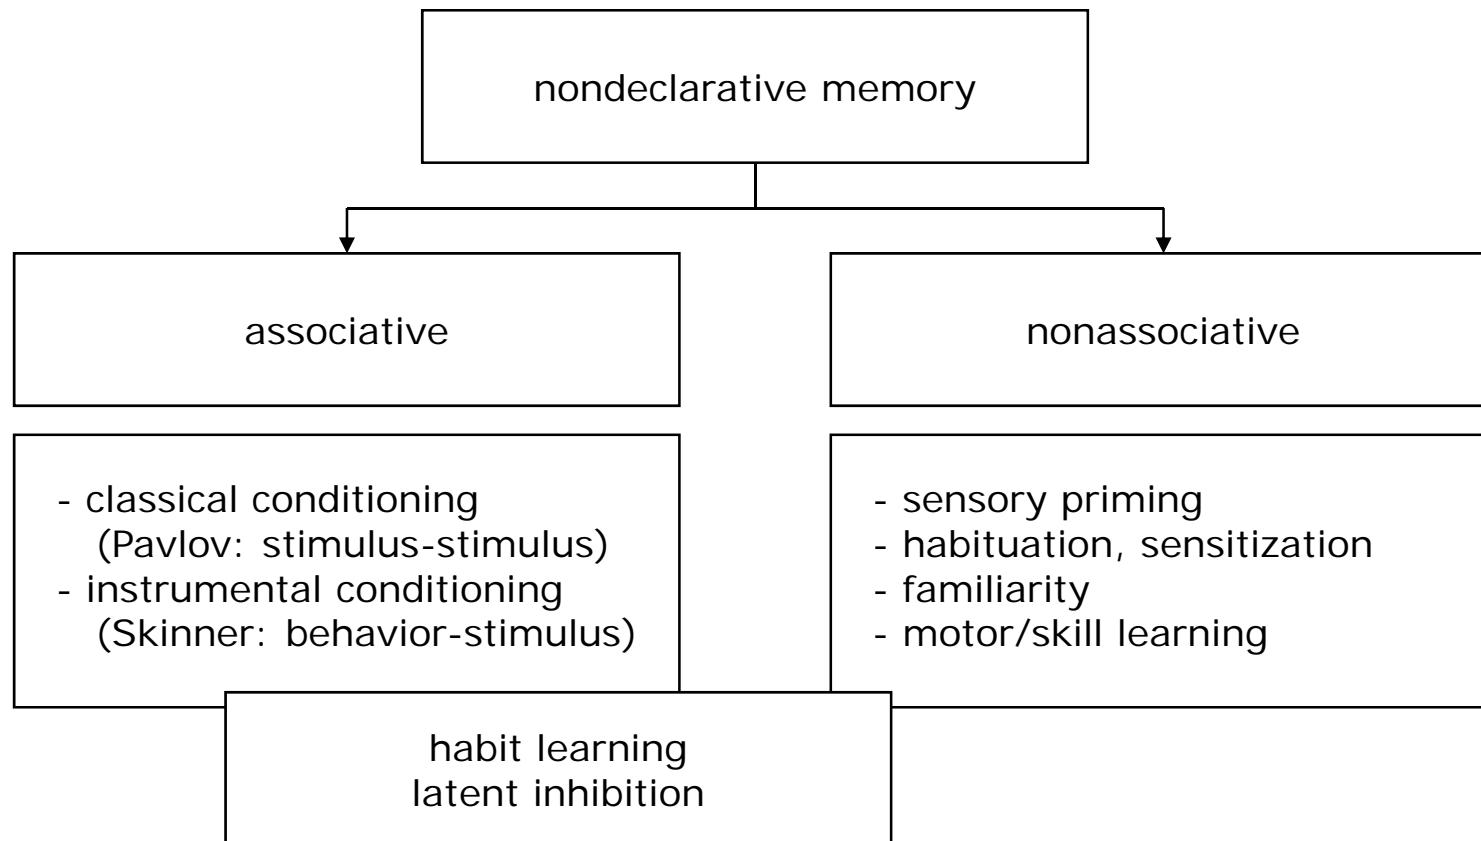 nondeclarative memory
associative
nonassociative
- classical conditioning
(Pavlov: stimulus-stimulus)
- instrumental conditioning
(Skinner: behavior-stimulus)
- sensory priming
- habituation, sensitization
- familiarity
- motor/skill learning
habit learning
latent inhibition